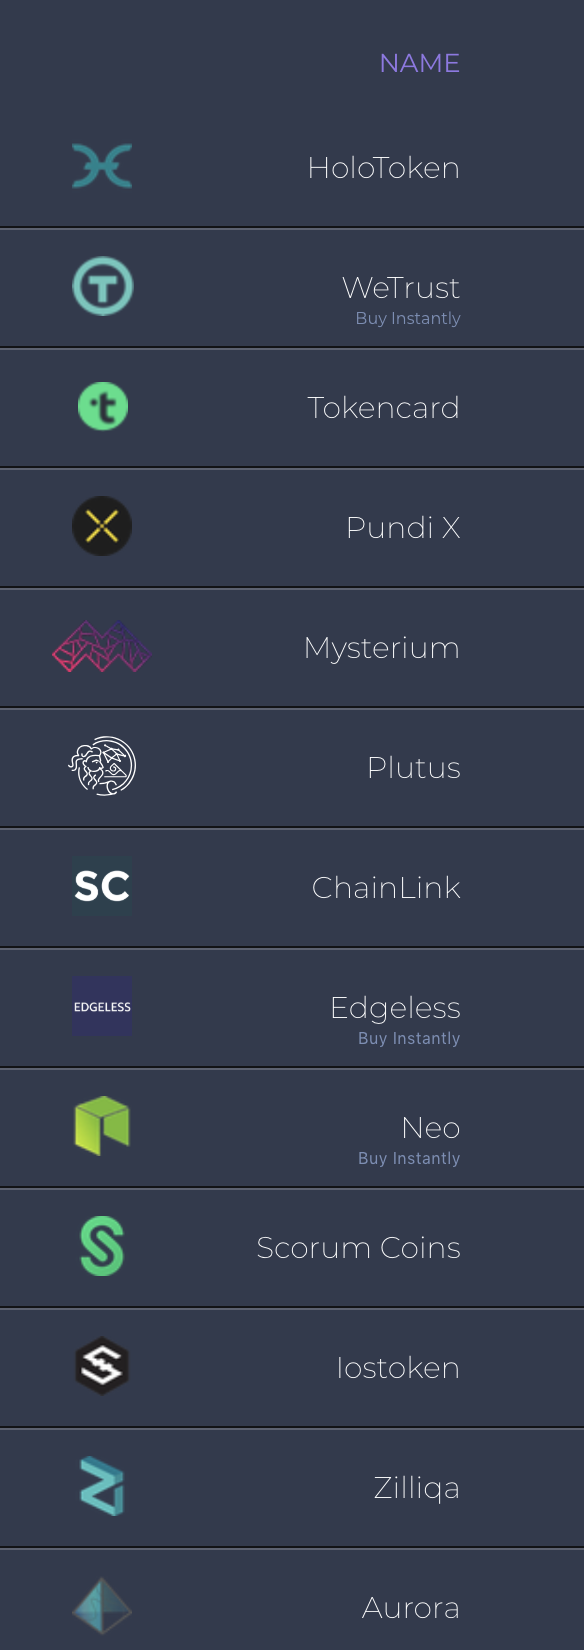 NAME
HoloToken
WeTrust
Buy Instantly
Tokencard
Pundi X
Mysterium
Plutus
SC
ChainLink
EDGELESS
Edgeless
Buy Instantly
Neo
Buy Instantly
Scorum Coins
Iostoken
Zilliqa
Aurora